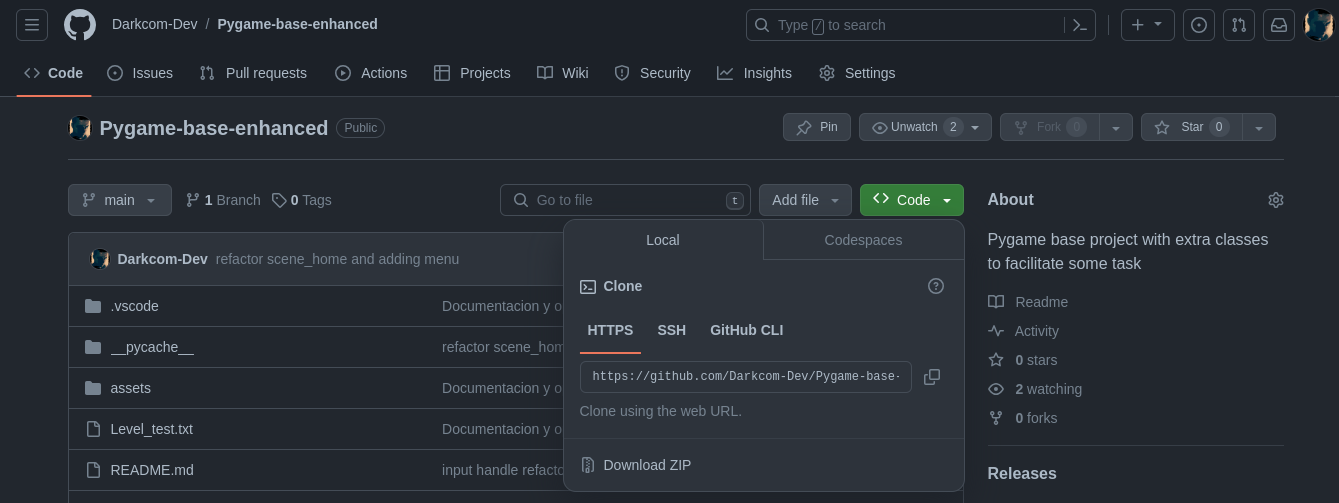 Darkcom-Dev / Pygame-base-enhanced
Type / to search
Code Issues Pull requests Actions Projects Wiki Security Insights Settings
Pygame-base-enhanced Public
Pin Unwatch 2 Fork 0 Star 0
main 1 Branch 0 Tags
Go to file t
Add file
Code
Local Codespaces
Clone
HTTPS SSH GitHub CLI
https://github.com/Darkcom-Dev/Pygame-base-
Clone using the web URL.
Download ZIP
Darkcom-Dev refactor scene_home and adding menu
.vscode Documentacion y o
__pycache__ refactor scene_hom
assets Documentacion y o
Level_test.txt Documentacion y o
README.md input handle refacto
About
Pygame base project with extra classes
to facilitate some task
Readme
Activity
0 stars
2 watching
0 forks
Releases